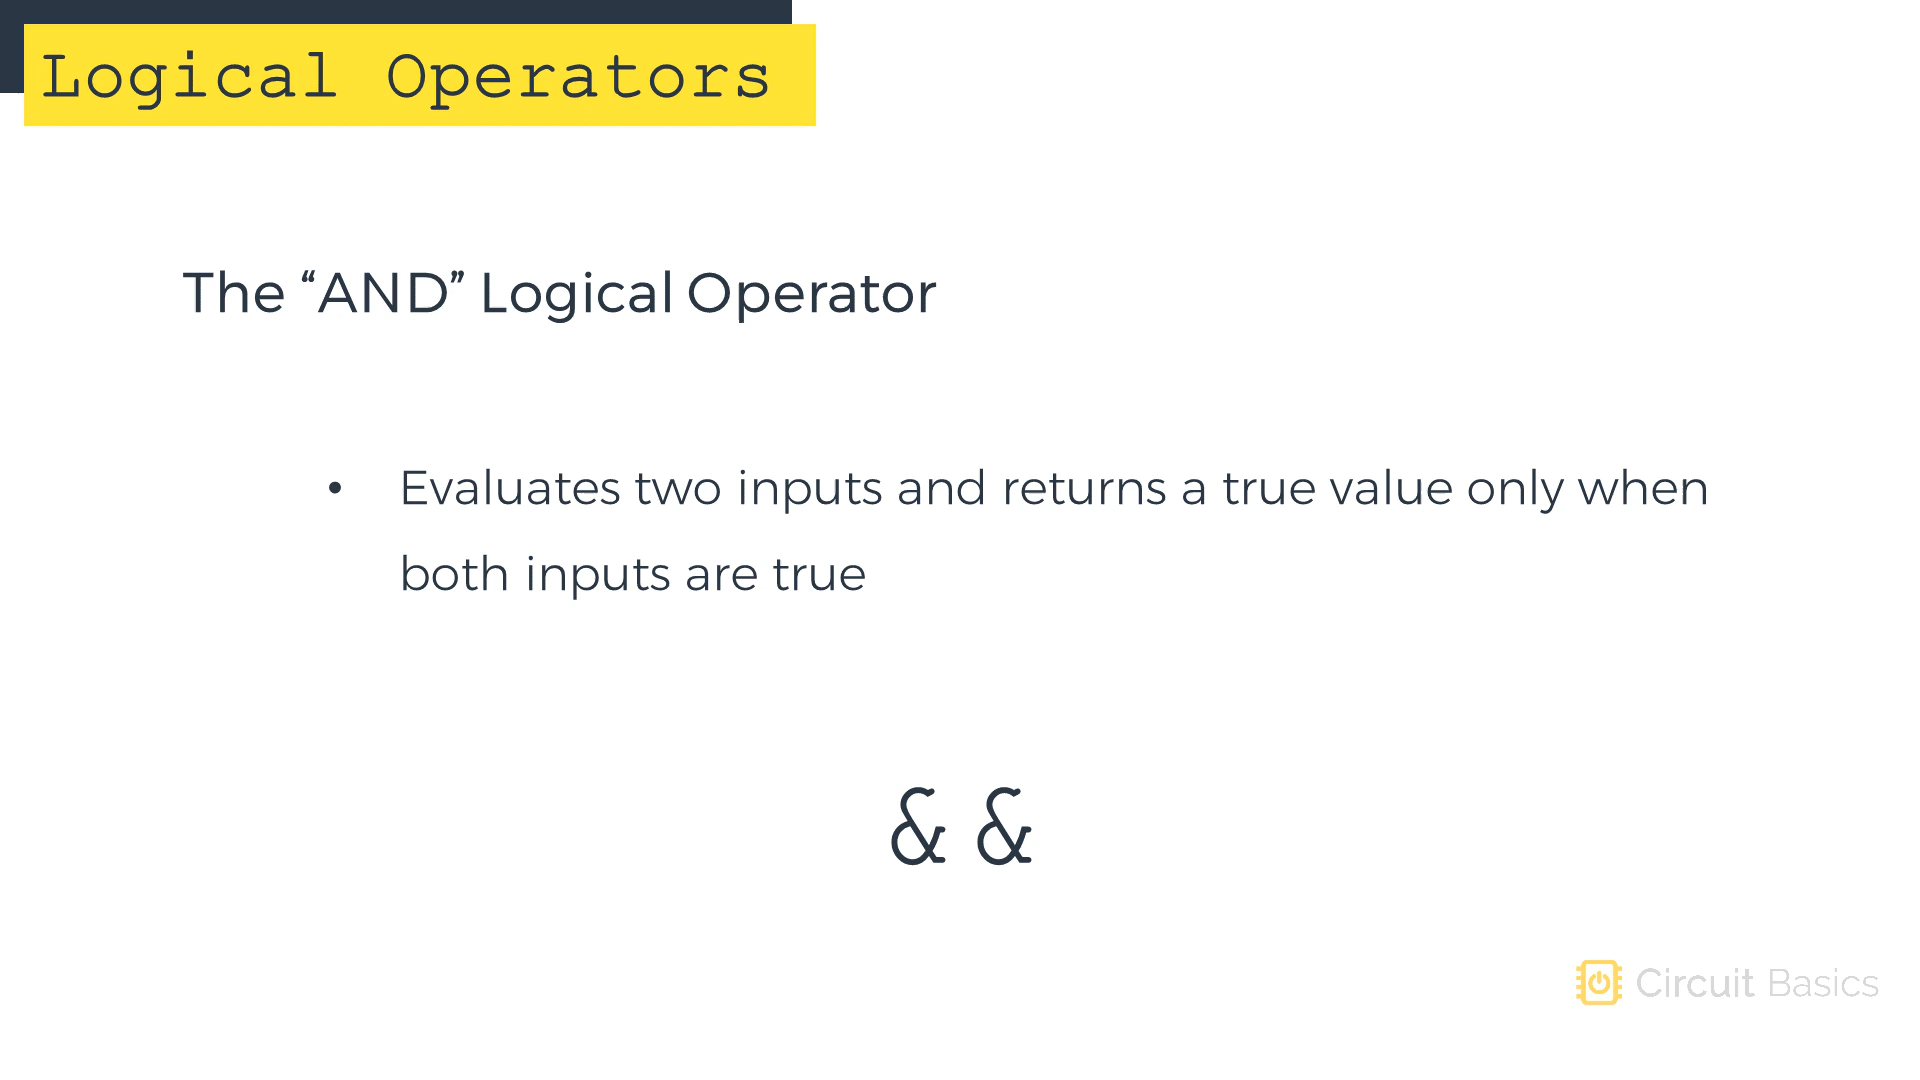 Logical Operators
The “AND” Logical Operator
• Evaluates two inputs and returns a true value only when
both inputs are true
&&
Circuit Basics